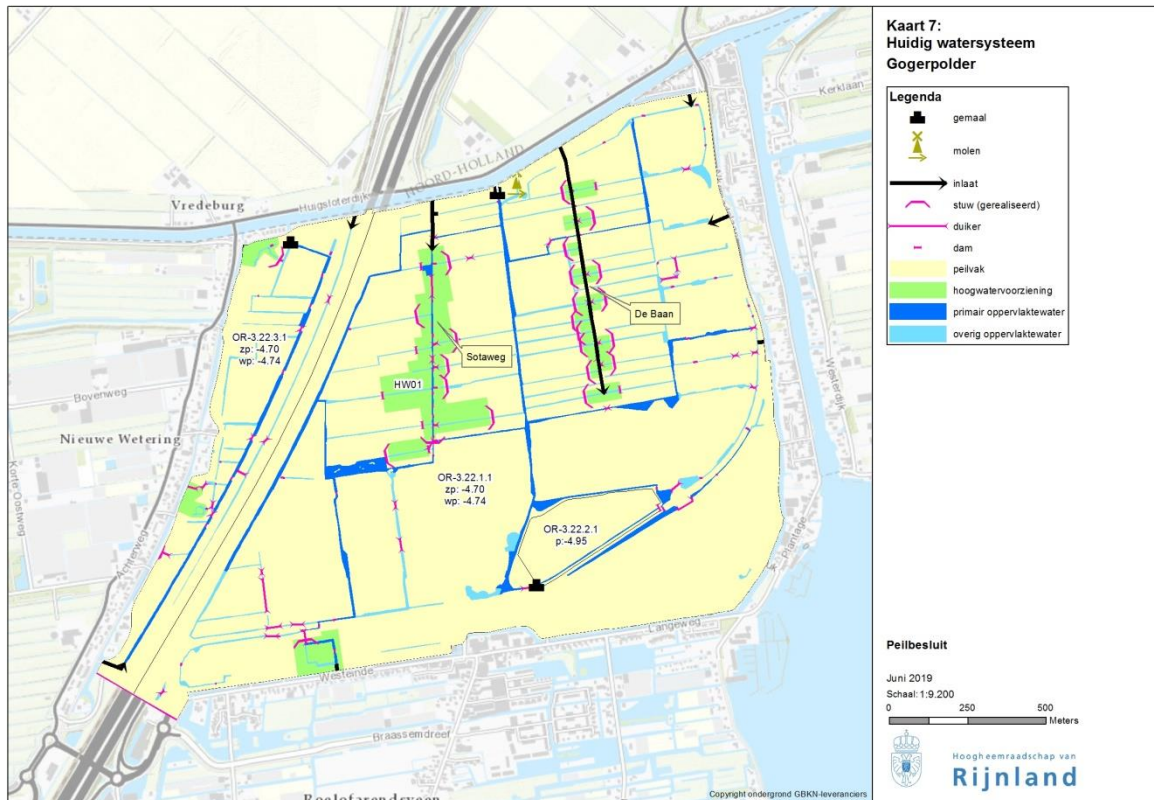 Kaart 7:
Huidig watersysteem
Gogerpolder
Legenda
gemaal
molen
inlaat
stuw (gerealiseerd)
duiker
dam
peilvak
hoogwatervoorziening
primair oppervlaktewater
overig oppervlaktewater
Peilbesluit
Juni 2019
Schaal: 1:9.200
0 250 500
Meters
Hoogheemraadschap van
Rijnland
Kerklaan
NOORD-HOLLAND
Huigsloterdijk
Vredeburg
De Baan
Sotaweg
OR-3.22.3.1
zp: -4.70
wp: -4.74
HW01
Bovenweg
Westerdijk
Nieuwe Wetering
Korte Oostweg
OR-3.22.1.1
zp: -4.70
wp: -4.74
OR-3.22.2.1
p:-4.95
Achterweg
Plantage
Langeweg
Westeinde
Braassemdreef
Roelofarendsveen
Copyright ondergrond GBKN-leveranciers